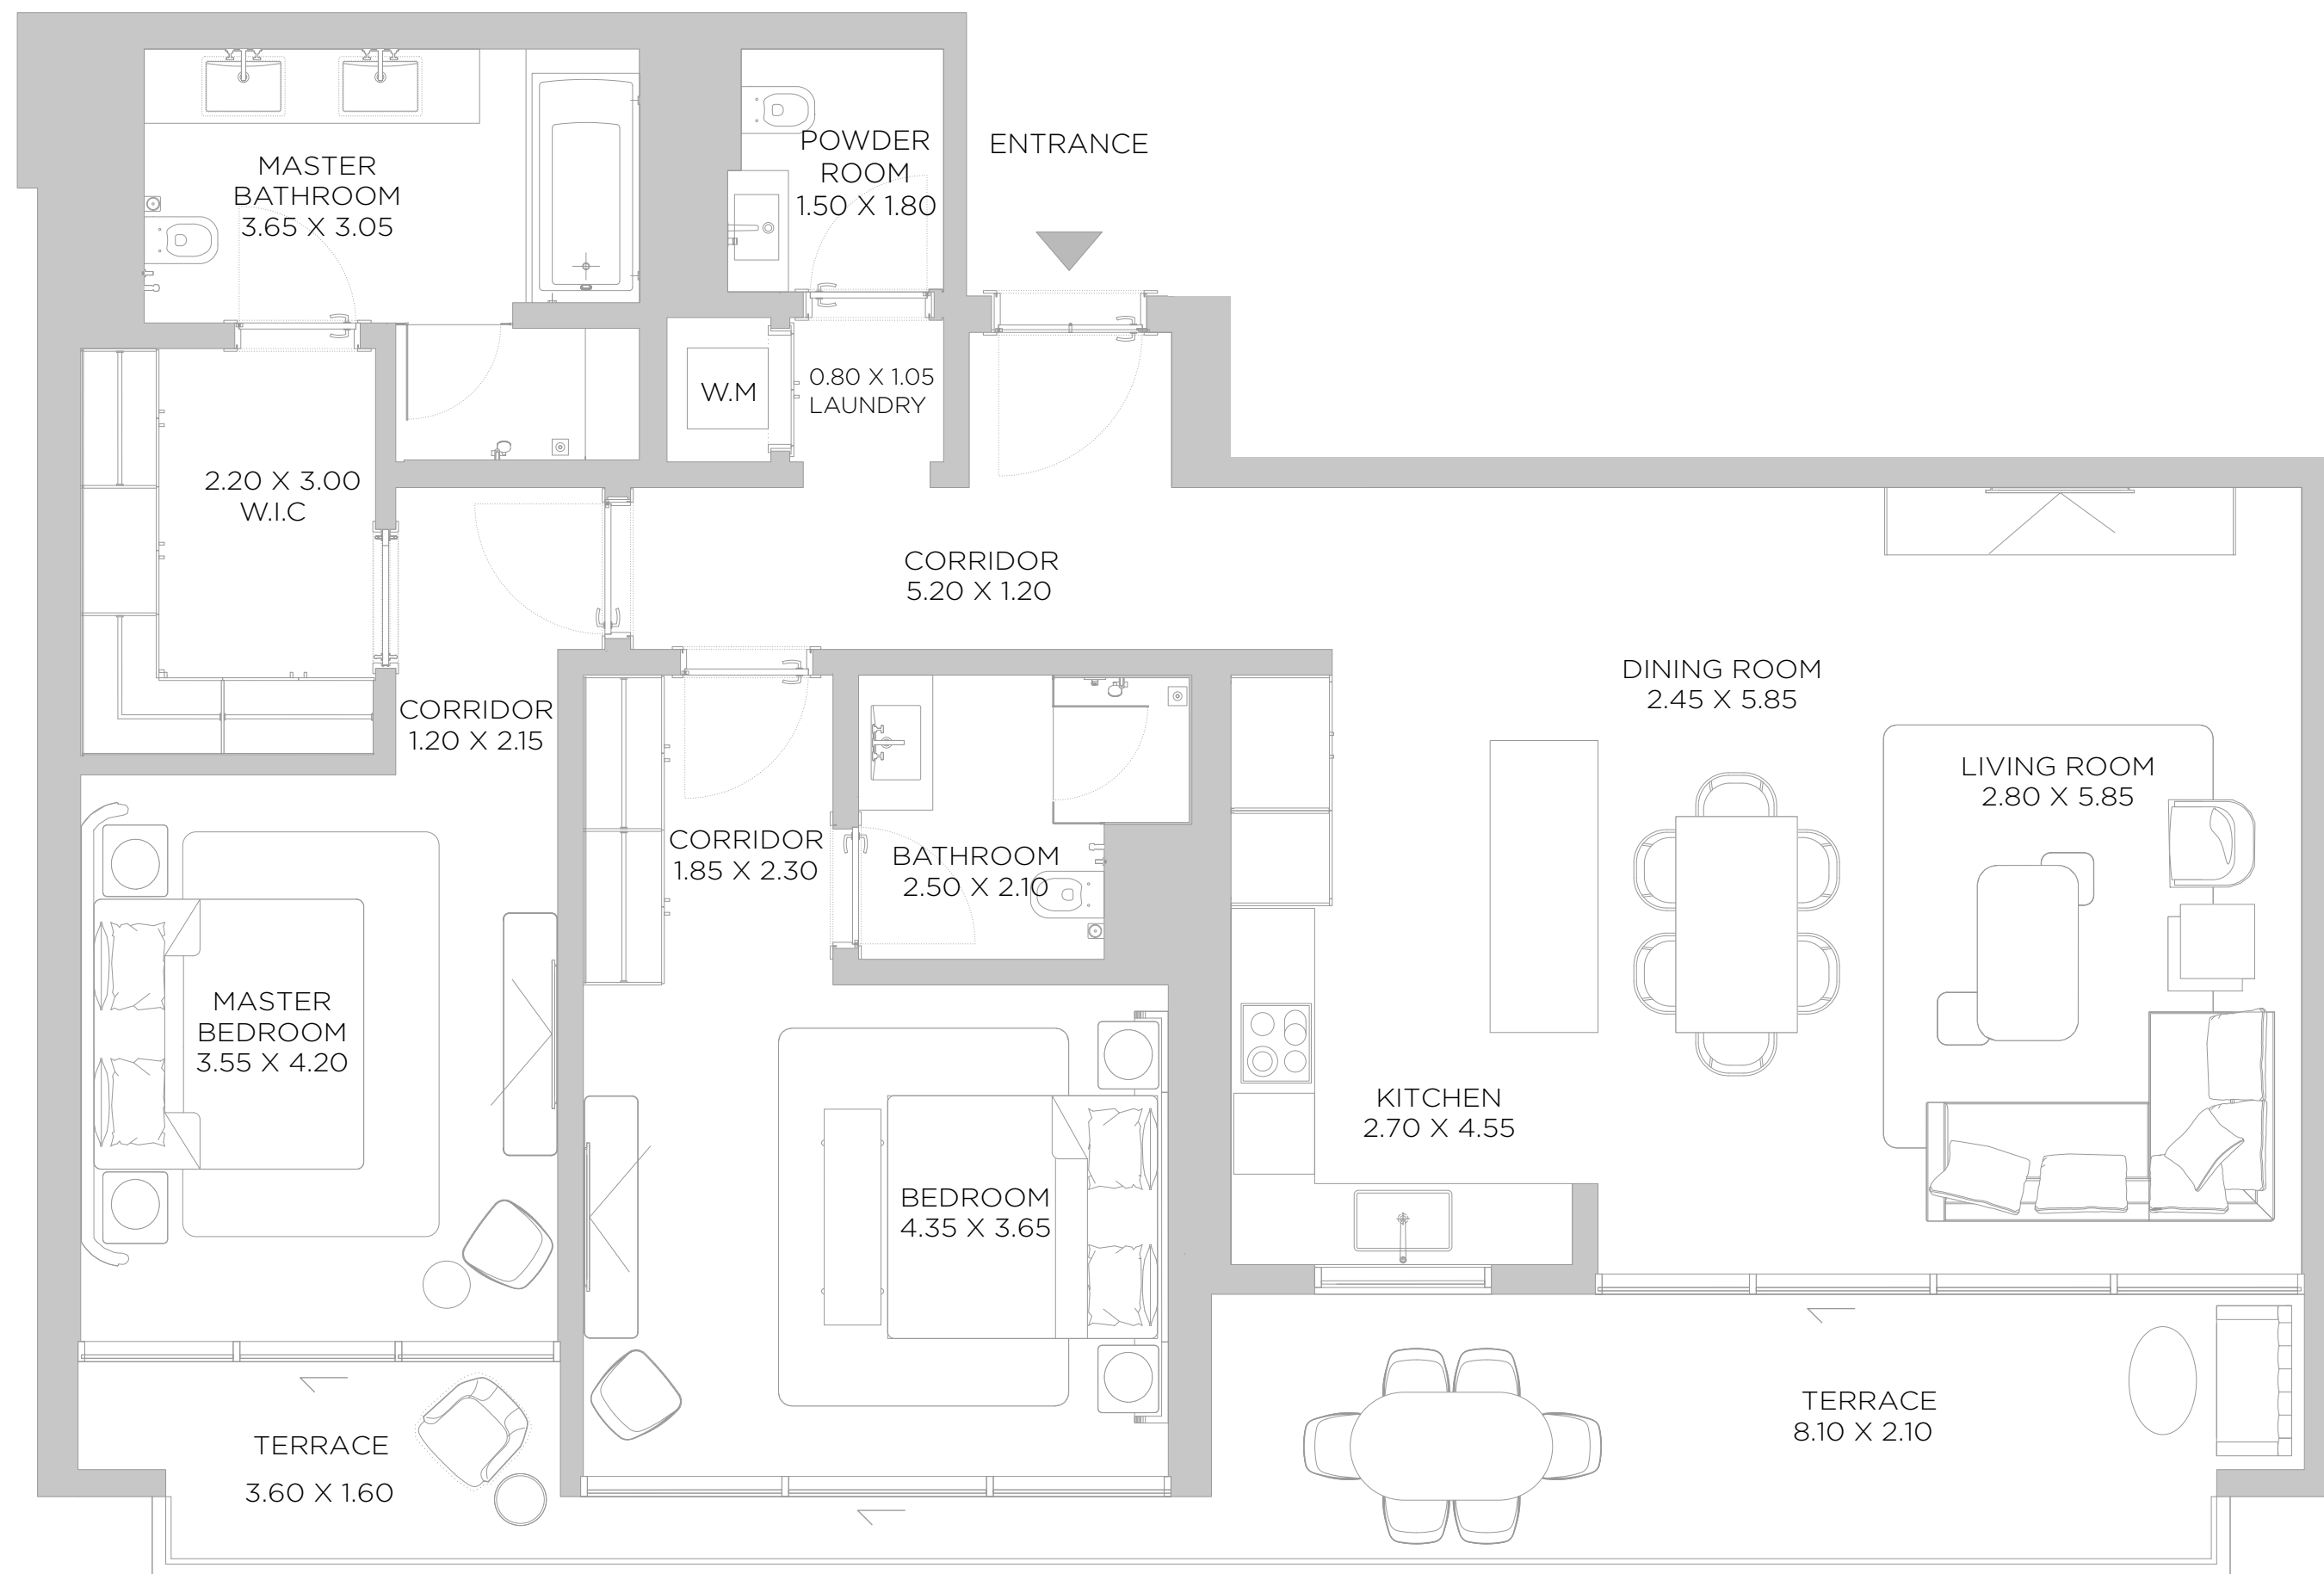 MASTER
BATHROOM
3.65 X 3.05
POWDER
ROOM
1.50 X 1.80
ENTRANCE
W.M
0.80 X 1.05
LAUNDRY
2.20 X 3.00
W.I.C
CORRIDOR
5.20 X 1.20
CORRIDOR
1.20 X 2.15
DINING ROOM
2.45 X 5.85
LIVING ROOM
2.80 X 5.85
CORRIDOR
1.85 X 2.30
BATHROOM
2.50 X 2.10
MASTER
BEDROOM
3.55 X 4.20
KITCHEN
2.70 X 4.55
BEDROOM
4.35 X 3.65
TERRACE
3.60 X 1.60
TERRACE
8.10 X 2.10